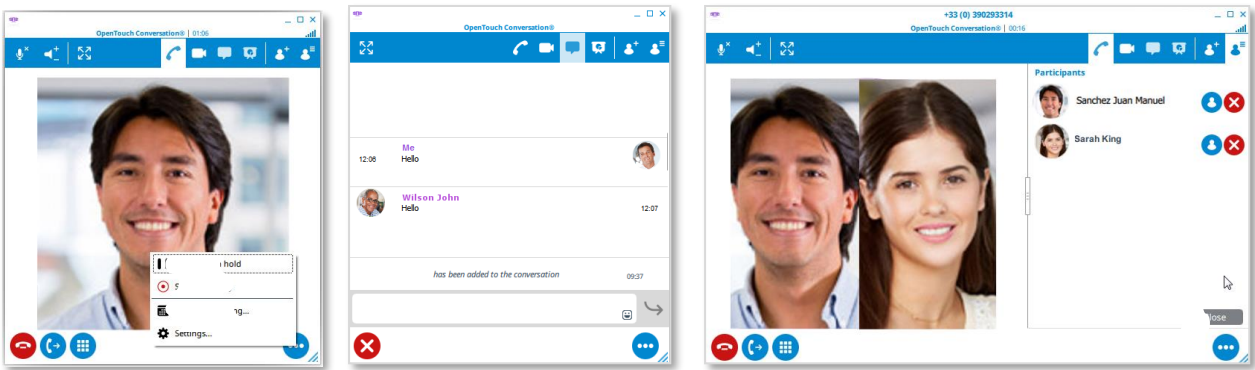 OpenTouch Conversation® | 01:06
hold
ng...
Settings...
OpenTouch Conversation®
Me
12:06 Hello
Wilson John
Hello 12:07
has been added to the conversation 09:37
+33 (0) 390293314
OpenTouch Conversation® | 00:16
Participants
Sanchez Juan Manuel
Sarah King
lose